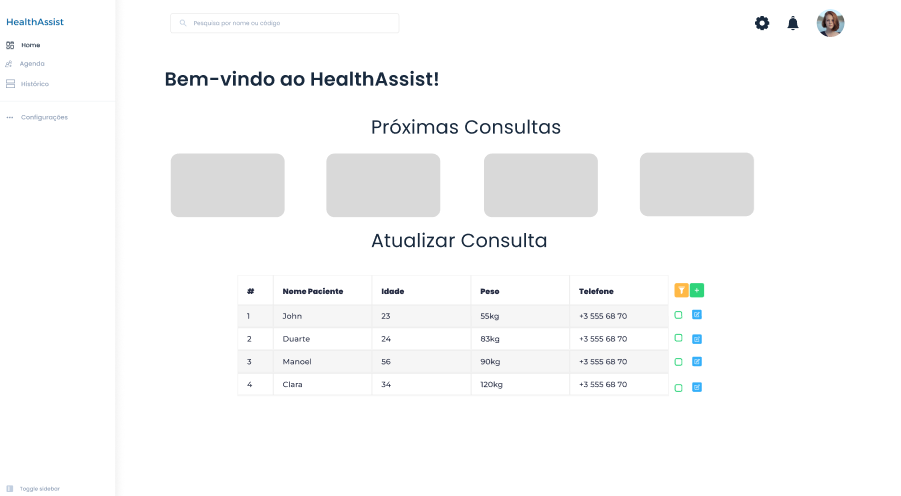 HealthAssist
Home
Agenda
Histórico
Configurações
Toggle sidebar
Pesquisa por nome ou código
Bem-vindo ao HealthAssist!
Próximas Consultas
Atualizar Consulta
# Nome Paciente Idade Peso Telefone
1 John 23 55kg +3 555 68 70
2 Duarte 24 83kg +3 555 68 70
3 Manoel 56 90kg +3 555 68 70
4 Clara 34 120kg +3 555 68 70